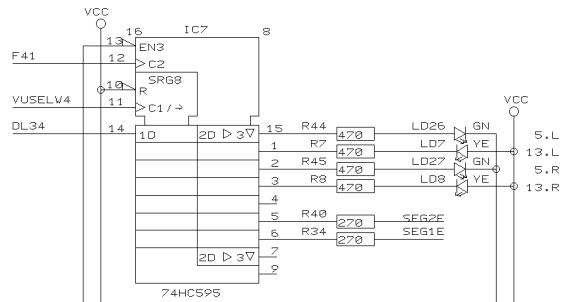 VCC
16 IC7 8
13 EN3
F41 12 C2
SRG8
10 R VCC
VUSELW4 11 C1/→
DL34 14 1D 2D ▷ 3▽ 15 R44 470 LD26 GN 5.L
1 R7 470 LD7 YE 13.L
2 R45 470 LD27 GN 5.R
3 R8 470 LD8 YE 13.R
4
5 R40 270 SEG2E
6 R34 270 SEG1E
2D ▷ 3▽ 7
9
74HC595